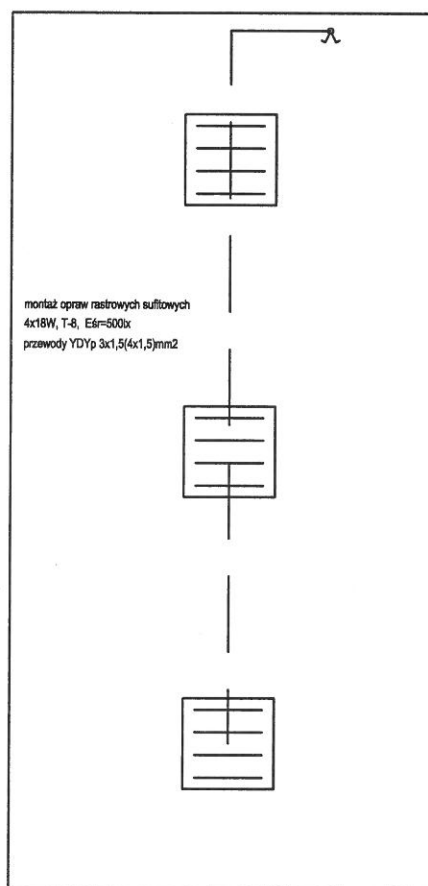 montaż opraw rastrowych sufitowych
4x18W, T-8, Eśr=500lx
przewody YDYp 3x1,5(4x1,5)mm2